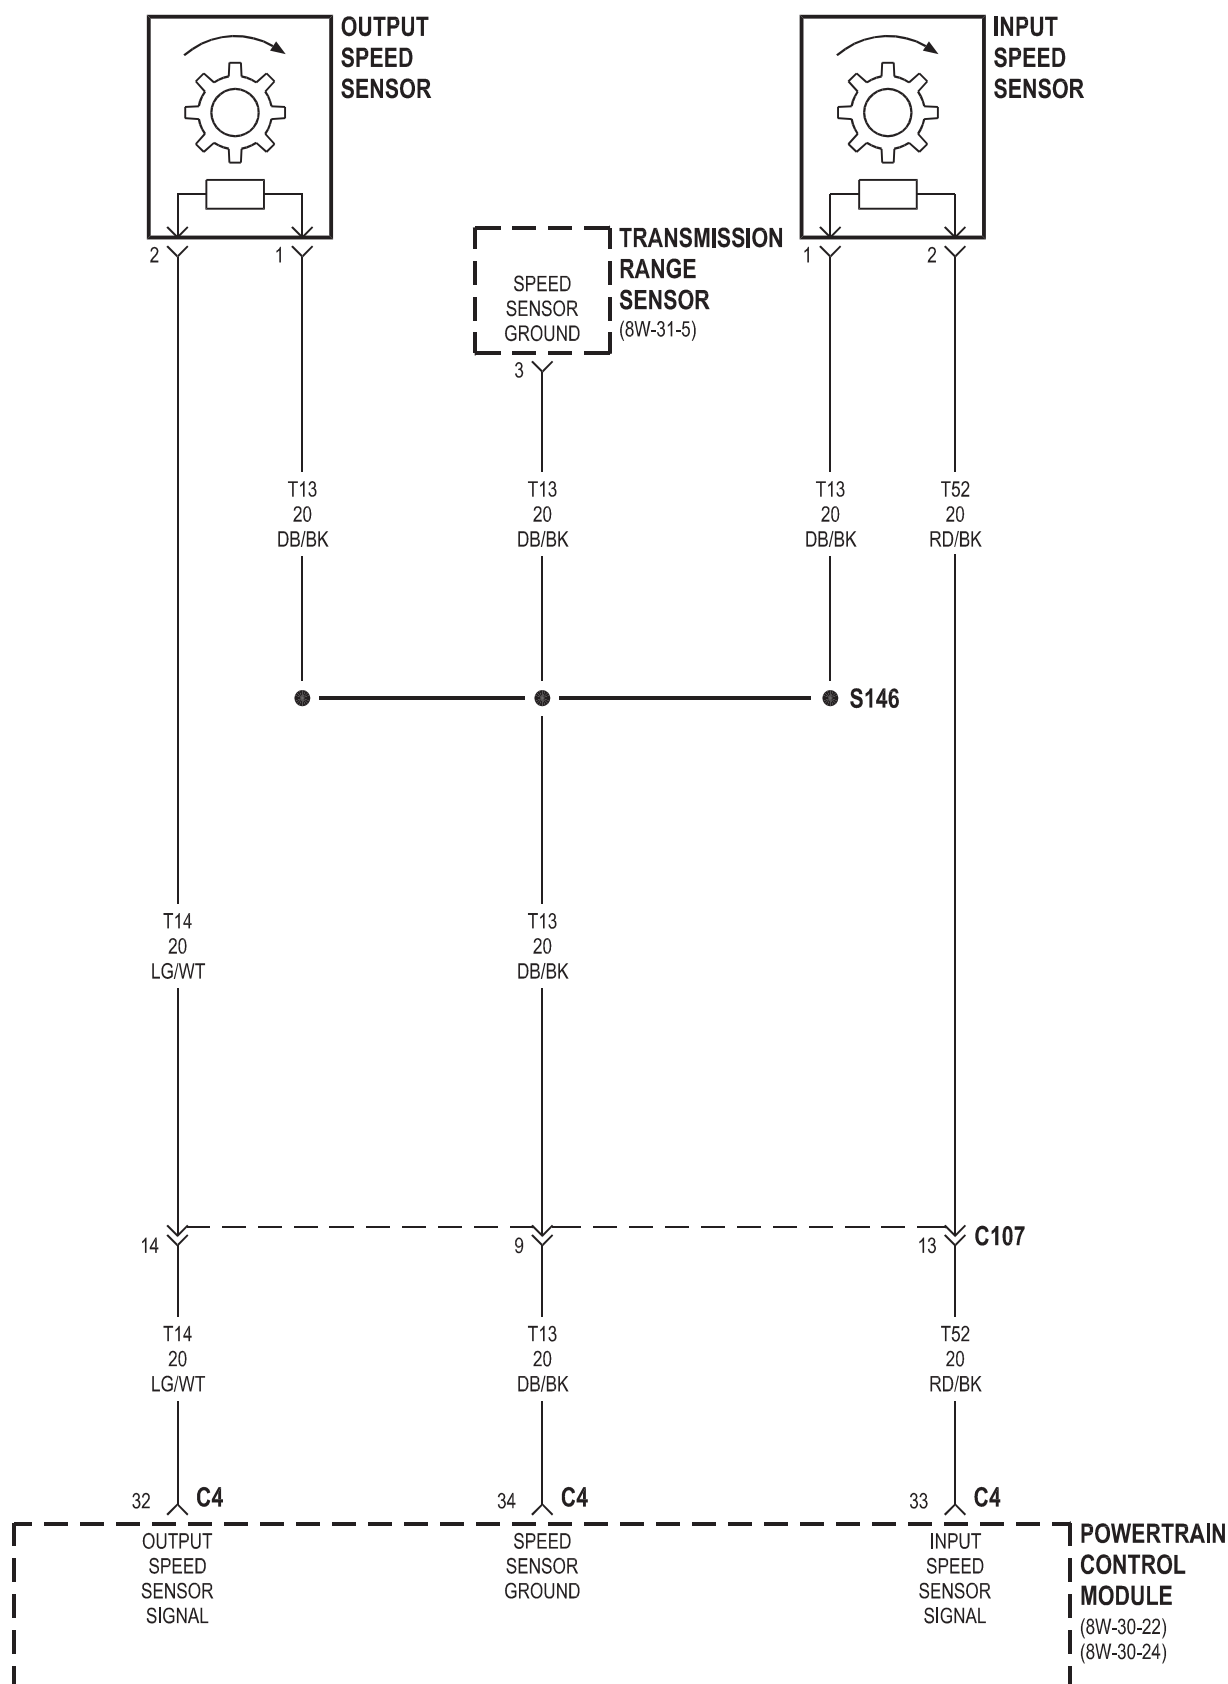 OUTPUT
SPEED
SENSOR
INPUT
SPEED
SENSOR
2
1
1
2
TRANSMISSION
RANGE
SENSOR
(8W-31-5)
SPEED
SENSOR
GROUND
3
T13
20
DB/BK
T13
20
DB/BK
T13
20
DB/BK
T52
20
RD/BK
S146
T14
20
LG/WT
T13
20
DB/BK
14
9
13
C107
T14
20
LG/WT
T13
20
DB/BK
T52
20
RD/BK
32
C4
34
C4
33
C4
OUTPUT
SPEED
SENSOR
SIGNAL
SPEED
SENSOR
GROUND
INPUT
SPEED
SENSOR
SIGNAL
POWERTRAIN
CONTROL
MODULE
(8W-30-22)
(8W-30-24)